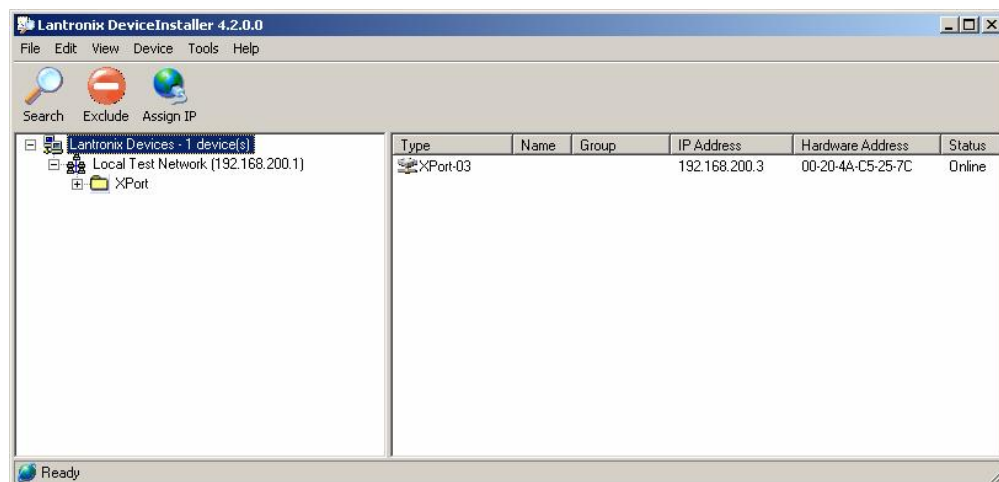 Lantronix DeviceInstaller 4.2.0.0
File Edit View Device Tools Help
Search Exclude Assign IP
Lantronix Devices - 1 device(s)
Local Test Network (192.168.200.1)
XPort
Type Name Group IP Address Hardware Address Status
XPort-03 192.168.200.3 00-20-4A-C5-25-7C Online
Ready